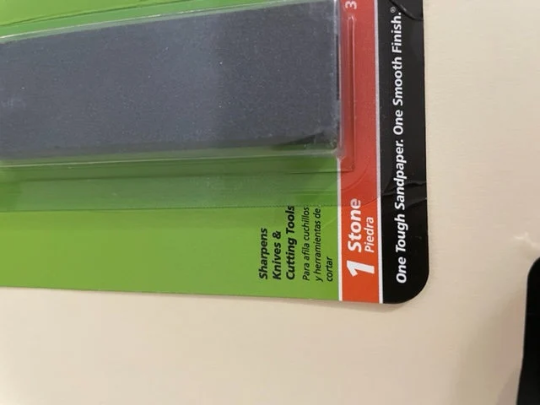 Sharpens
Knives &
Cutting Tools
Para afila cuchillos
y herramientas de
cortar
1 Stone
Piedra
3
One Tough Sandpaper. One Smooth Finish.®